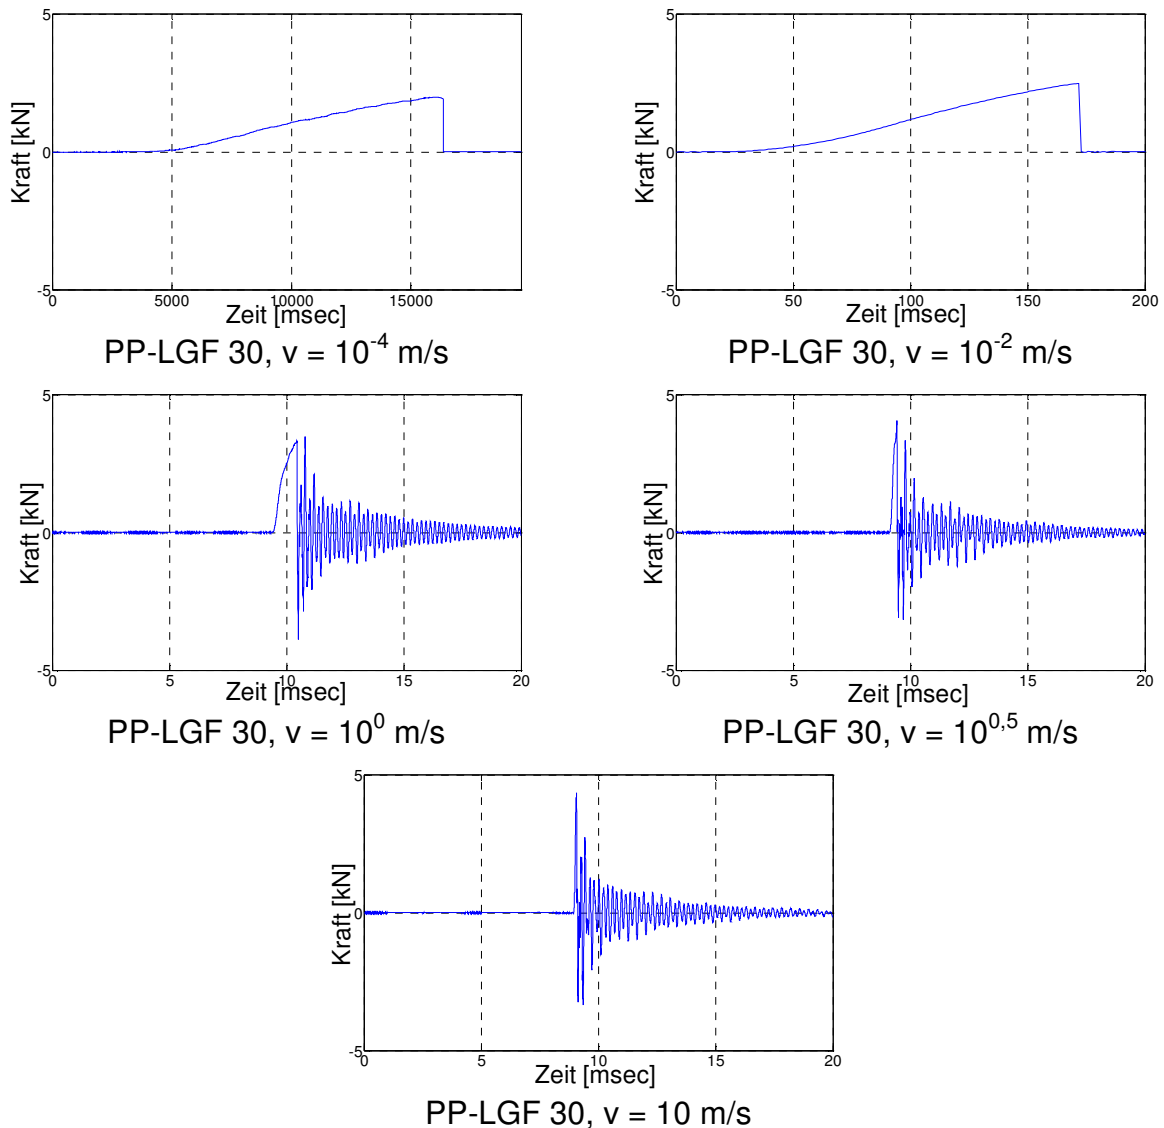 5
0
-5
Kraft [kN]
0 5000 10000 15000
Zeit [msec]
PP-LGF 30, v = 10⁻⁴ m/s
5
0
-5
Kraft [kN]
0 50 100 150 200
Zeit [msec]
PP-LGF 30, v = 10⁻² m/s
5
0
-5
Kraft [kN]
0 5 10 15 20
Zeit [msec]
PP-LGF 30, v = 10⁰ m/s
5
0
-5
Kraft [kN]
0 5 10 15 20
Zeit [msec]
PP-LGF 30, v = 10⁰,⁵ m/s
5
0
-5
Kraft [kN]
0 5 10 15 20
Zeit [msec]
PP-LGF 30, v = 10 m/s